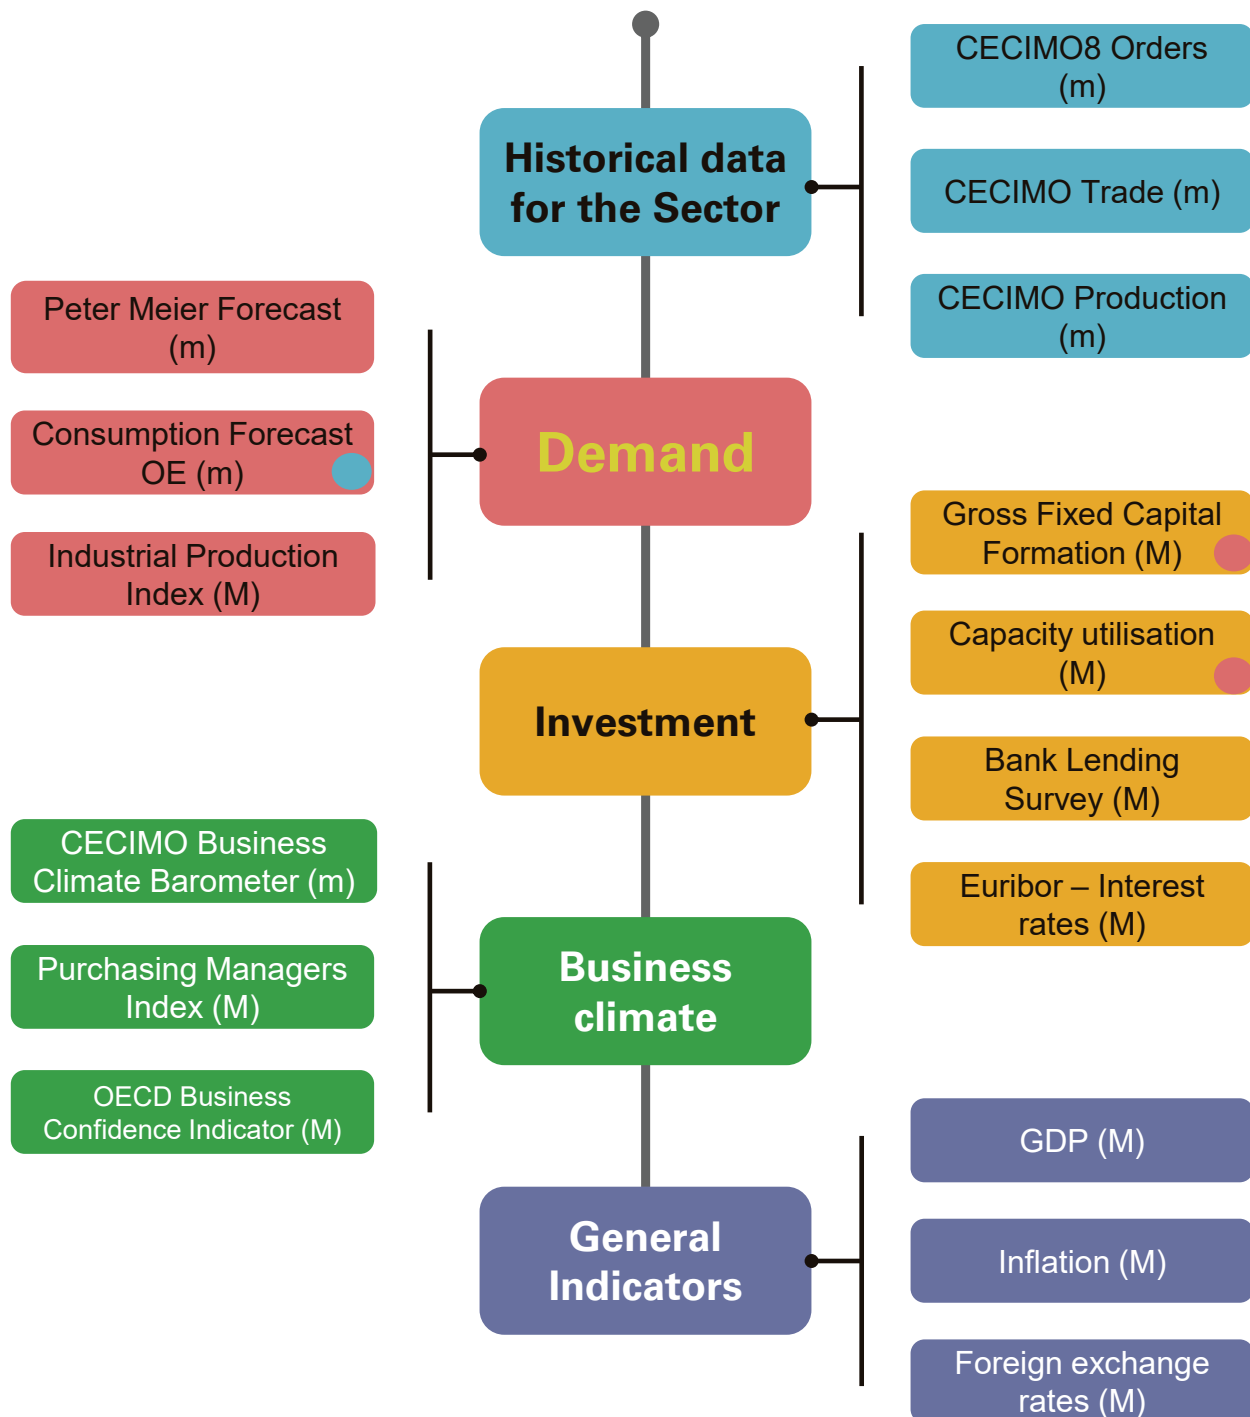 CECIMO8 Orders
(m)
Historical data
for the Sector
CECIMO Trade (m)
CECIMO Production
(m)
Peter Meier Forecast
(m)
Consumption Forecast
OE (m)
Industrial Production
Index (M)
Demand
Gross Fixed Capital
Formation (M)
Capacity utilisation
(M)
Bank Lending
Survey (M)
Euribor – Interest
rates (M)
Investment
CECIMO Business
Climate Barometer (m)
Purchasing Managers
Index (M)
OECD Business
Confidence Indicator (M)
Business
climate
GDP (M)
Inflation (M)
Foreign exchange
rates (M)
General
Indicators